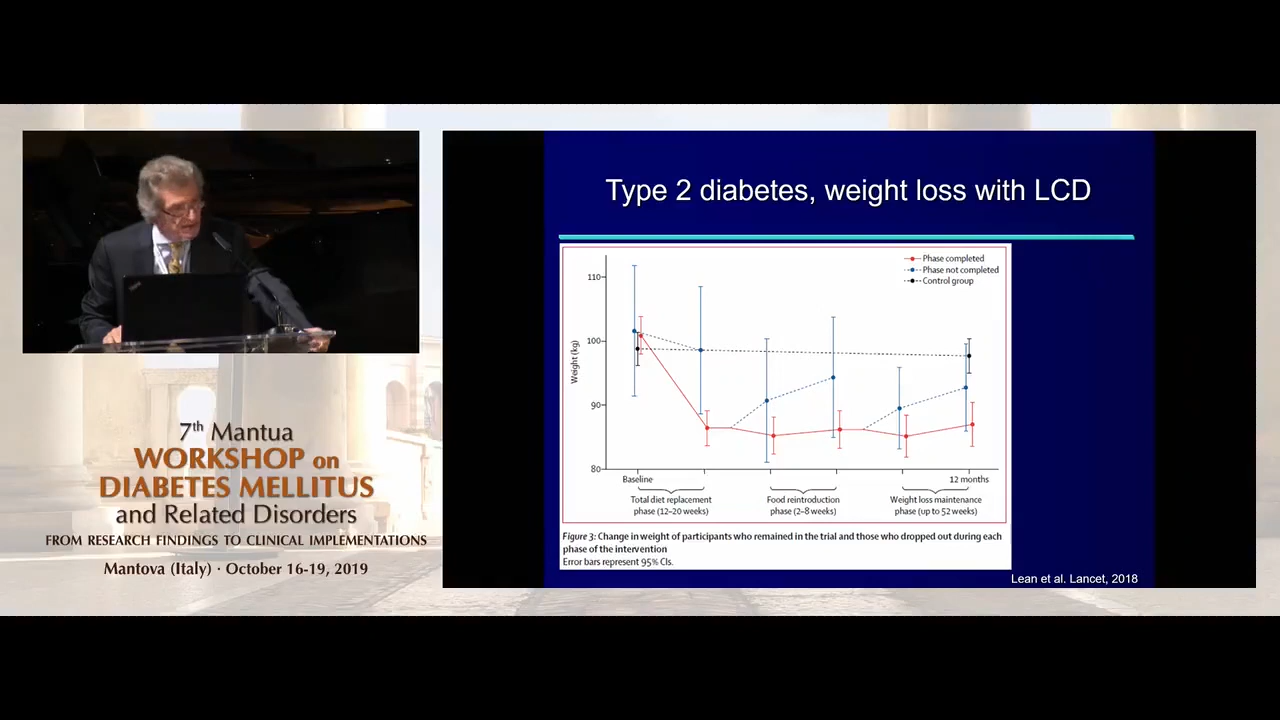 7th Mantua
WORKSHOP on
DIABETES MELLITUS
and Related Disorders
FROM RESEARCH FINDINGS TO CLINICAL IMPLEMENTATIONS
Mantova (Italy) · October 16-19, 2019
Type 2 diabetes, weight loss with LCD
Phase completed
Phase not completed
Control group
Weight (kg)
110
100
90
80
Baseline
12 months
Total diet replacement
phase (12–20 weeks)
Food reintroduction
phase (2–8 weeks)
Weight loss maintenance
phase (up to 52 weeks)
Figure 3: Change in weight of participants who remained in the trial and those who dropped out during each
phase of the intervention
Error bars represent 95% CIs.
Lean et al. Lancet, 2018